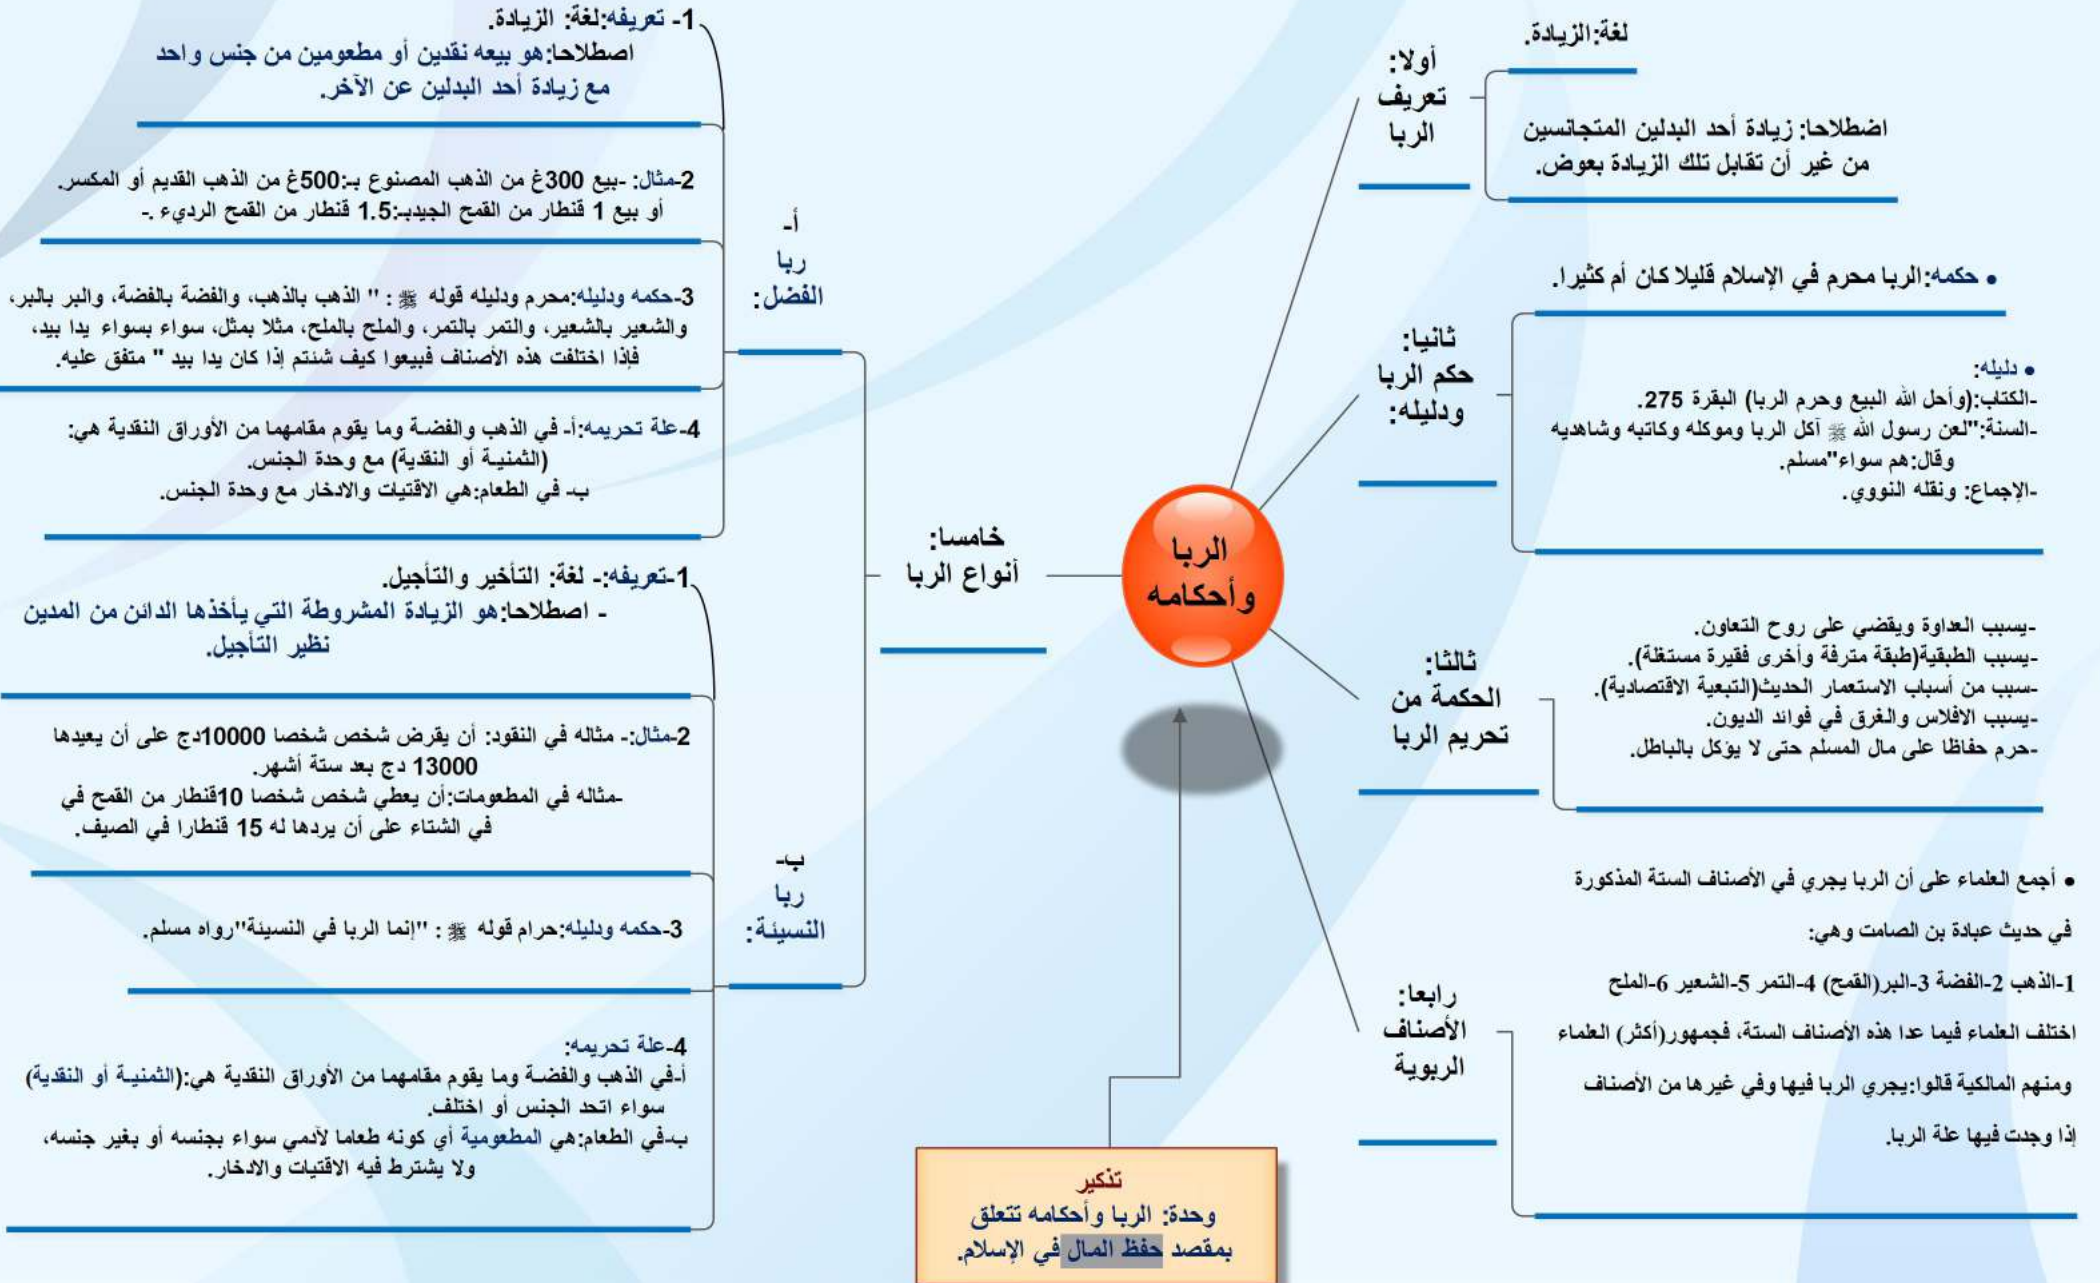 الربا
وأحكامه
أولا:
تعريف
الربا
لغة:الزيادة.
اضطلاحا: زيادة أحد البدلين المتجانسين
من غير أن تقابل تلك الزيادة بعوض.
ثانيا:
حكم الربا
ودليله:
• حكمه:الربا محرم في الإسلام قليلا كان أم كثيرا.
• دليله:
-الكتاب:(وأحل الله البيع وحرم الربا) البقرة 275.
-السنة:"لعن رسول الله ﷺ آكل الربا وموكله وكاتبه وشاهديه
وقال:هم سواء"مسلم.
-الإجماع: ونقله النووي.
ثالثا:
الحكمة من
تحريم الربا
-يسبب العداوة ويقضي على روح التعاون.
-يسبب الطبقية(طبقة مترفة وأخرى فقيرة مستغلة).
-سبب من أسباب الاستعمار الحديث(التبعية الاقتصادية).
-يسبب الافلاس والغرق في فوائد الديون.
-حرم حفاظا على مال المسلم حتى لا يؤكل بالباطل.
رابعا:
الأصناف
الربوية
• أجمع العلماء على أن الربا يجري في الأصناف الستة المذكورة
في حديث عبادة بن الصامت وهي:
1-الذهب 2-الفضة 3-البر(القمح) 4-التمر 5-الشعير 6-الملح
اختلف العلماء فيما عدا هذه الأصناف الستة، فجمهور(أكثر) العلماء
ومنهم المالكية قالوا:يجري الربا فيها وفي غيرها من الأصناف
إذا وجدت فيها علة الربا.
خامسا:
أنواع الربا
أ-
ربا
الفضل:
1- تعريفه:لغة: الزيادة.
اصطلاحا:هو بيعه نقدين أو مطعومين من جنس واحد
مع زيادة أحد البدلين عن الآخر.
2-مثال: -بيع 300غ من الذهب المصنوع بـ:500غ من الذهب القديم أو المكسر.
أو بيع 1 قنطار من القمح الجيدبـ:1.5 قنطار من القمح الرديء .-
3-حكمه ودليله:محرم ودليله قوله ﷺ : " الذهب بالذهب، والفضة بالفضة، والبر بالبر،
والشعير بالشعير، والتمر بالتمر، والملح بالملح، مثلا بمثل، سواء بسواء يدا بيد،
فإذا اختلفت هذه الأصناف فبيعوا كيف شئتم إذا كان يدا بيد " متفق عليه.
4-علة تحريمه:أ- في الذهب والفضة وما يقوم مقامهما من الأوراق النقدية هي:
(الثمنية أو النقدية) مع وحدة الجنس.
ب- في الطعام:هي الاقتيات والادخار مع وحدة الجنس.
ب-
ربا
النسيئة:
1-تعريفه:- لغة: التأخير والتأجيل.
- اصطلاحا:هو الزيادة المشروطة التي يأخذها الدائن من المدين
نظير التأجيل.
2-مثال:- مثاله في النقود: أن يقرض شخص شخصا 10000دج على أن يعيدها
13000 دج بعد ستة أشهر.
-مثاله في المطعومات:أن يعطي شخص شخصا 10قنطار من القمح في
في الشتاء على أن يردها له 15 قنطارا في الصيف.
3-حكمه ودليله:حرام قوله ﷺ : "إنما الربا في النسيئة"رواه مسلم.
4-علة تحريمه:
أ-في الذهب والفضة وما يقوم مقامهما من الأوراق النقدية هي:(الثمنية أو النقدية)
سواء اتحد الجنس أو اختلف.
ب-في الطعام:هي المطعومية أي كونه طعاما لآدمي سواء بجنسه أو بغير جنسه،
ولا يشترط فيه الاقتيات والادخار.
تذكير
وحدة: الربا وأحكامه تتعلق
بمقصد حفظ المال في الإسلام.